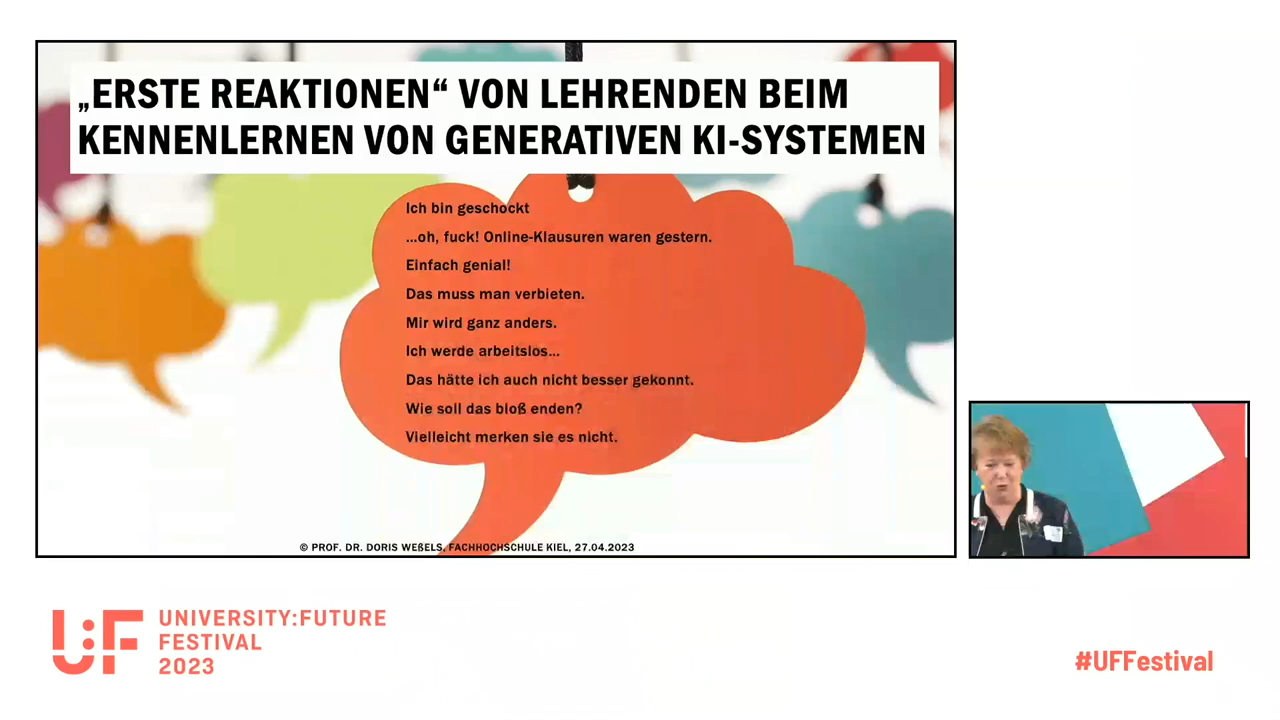 „ERSTE REAKTIONEN“ VON LEHRENDEN BEIM
KENNENLERNEN VON GENERATIVEN KI-SYSTEMEN
Ich bin geschockt
...oh, fuck! Online-Klausuren waren gestern.
Einfach genial!
Das muss man verbieten.
Mir wird ganz anders.
Ich werde arbeitslos...
Das hätte ich auch nicht besser gekonnt.
Wie soll das bloß enden?
Vielleicht merken sie es nicht.
© PROF. DR. DORIS WEßELS, FACHHOCHSCHULE KIEL, 27.04.2023
U:F
UNIVERSITY:FUTURE
FESTIVAL
2023
#UFFestival